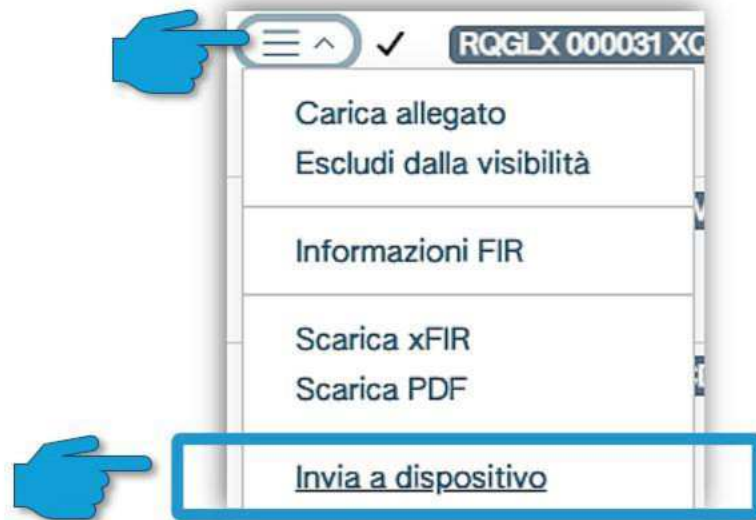 RQGLX 000031 XC
Carica allegato
Escludi dalla visibilità
Informazioni FIR
Scarica xFIR
Scarica PDF
Invia a dispositivo